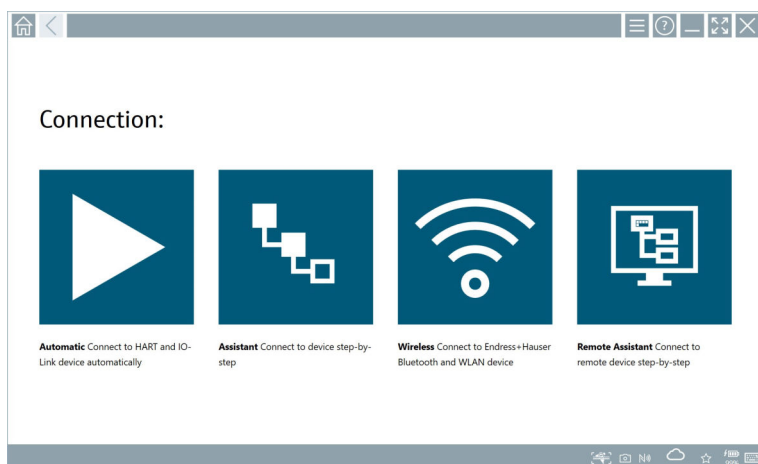 Connection:
Automatic Connect to HART and IO-
Link device automatically
Assistant Connect to device step-by-
step
Wireless Connect to Endress+Hauser
Bluetooth and WLAN device
Remote Assistant Connect to
remote device step-by-step